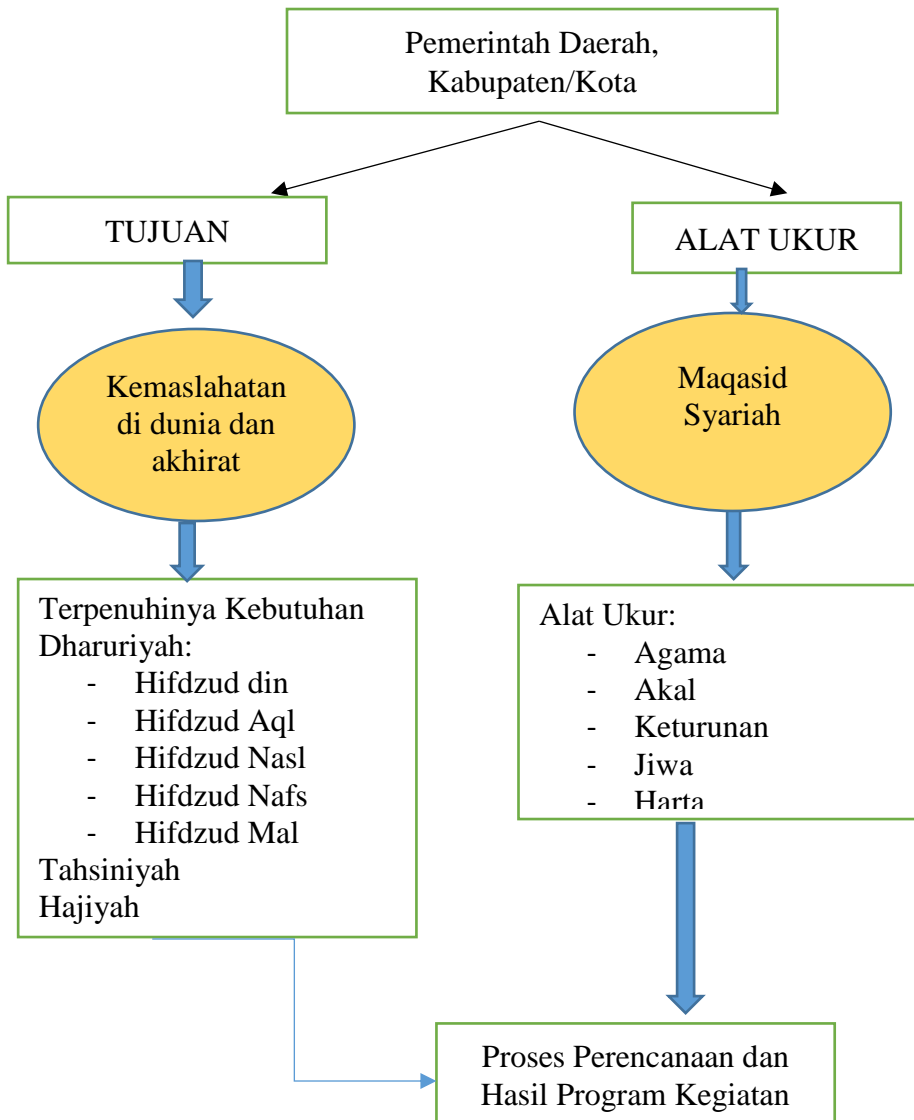 Pemerintah Daerah,
Kabupaten/Kota
TUJUAN
ALAT UKUR
Kemaslahatan
di dunia dan
akhirat
Maqasid
Syariah
Terpenuhinya Kebutuhan
Dharuriyah:
- Hifdzud din
- Hifdzud Aql
- Hifdzud Nasl
- Hifdzud Nafs
- Hifdzud Mal
Tahsiniyah
Hajiyah
Alat Ukur:
- Agama
- Akal
- Keturunan
- Jiwa
- Harta
Proses Perencanaan dan
Hasil Program Kegiatan